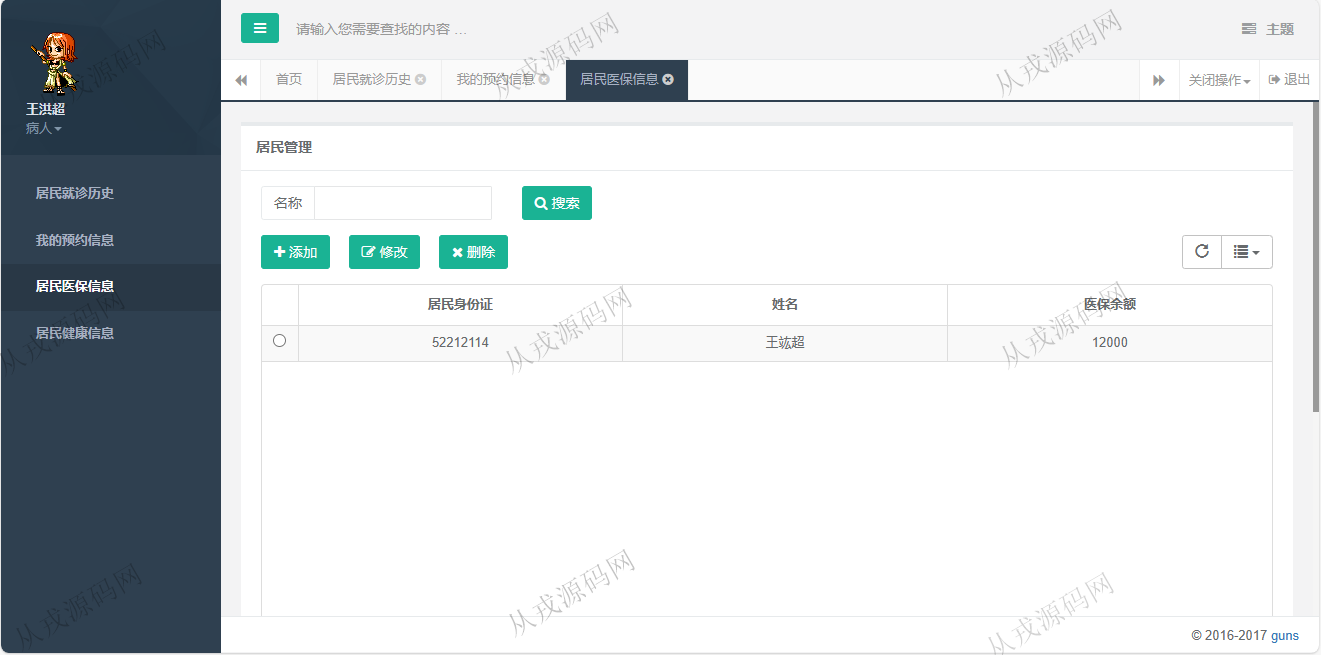 请输入您需要查找的内容 ...
主题
王洪超
病人
首页
居民就诊历史
我的预约信息
居民医保信息
关闭操作
退出
居民就诊历史
我的预约信息
居民医保信息
居民健康信息
居民管理
名称
搜索
添加
修改
删除
居民身份证 姓名 医保余额
52212114 王竑超 12000
© 2016-2017 guns
从戎源码网
从戎源码网
从戎源码网
从戎源码网
从戎源码网
从戎源码网
从戎源码网
从戎源码网
从戎源码网